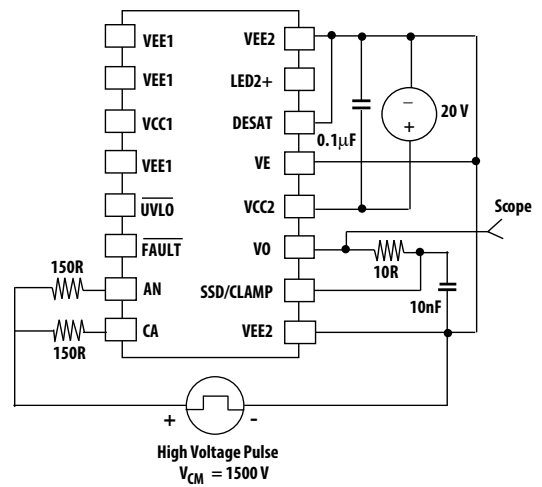 VEE1
VEE1
VCC1
VEE1
UVLO
FAULT
AN
CA
VEE2
LED2+
DESAT
VE
VCC2
VO
SSD/CLAMP
VEE2
0.1μF
−
+
20 V
Scope
10R
10nF
150R
150R
+
-
High Voltage Pulse
VCM = 1500 V